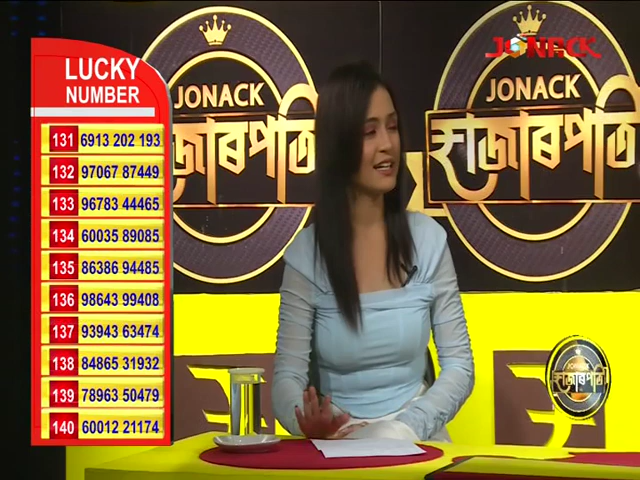 LUCKY
NUMBER
131 6913 202 193
132 97067 87449
133 96783 44465
134 60035 89085
135 86386 94485
136 98643 99408
137 93943 63474
138 84865 31932
139 78963 50479
140 60012 21174
JONACK
হাজাৰপতি
JONACK
হাজাৰপতি
JONACK
JONACK
হাজাৰপতি